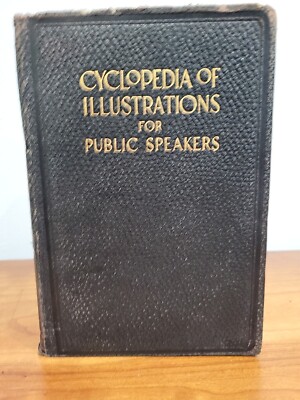 CYCLOPEDIA OF
ILLUSTRATIONS
FOR
PUBLIC SPEAKERS